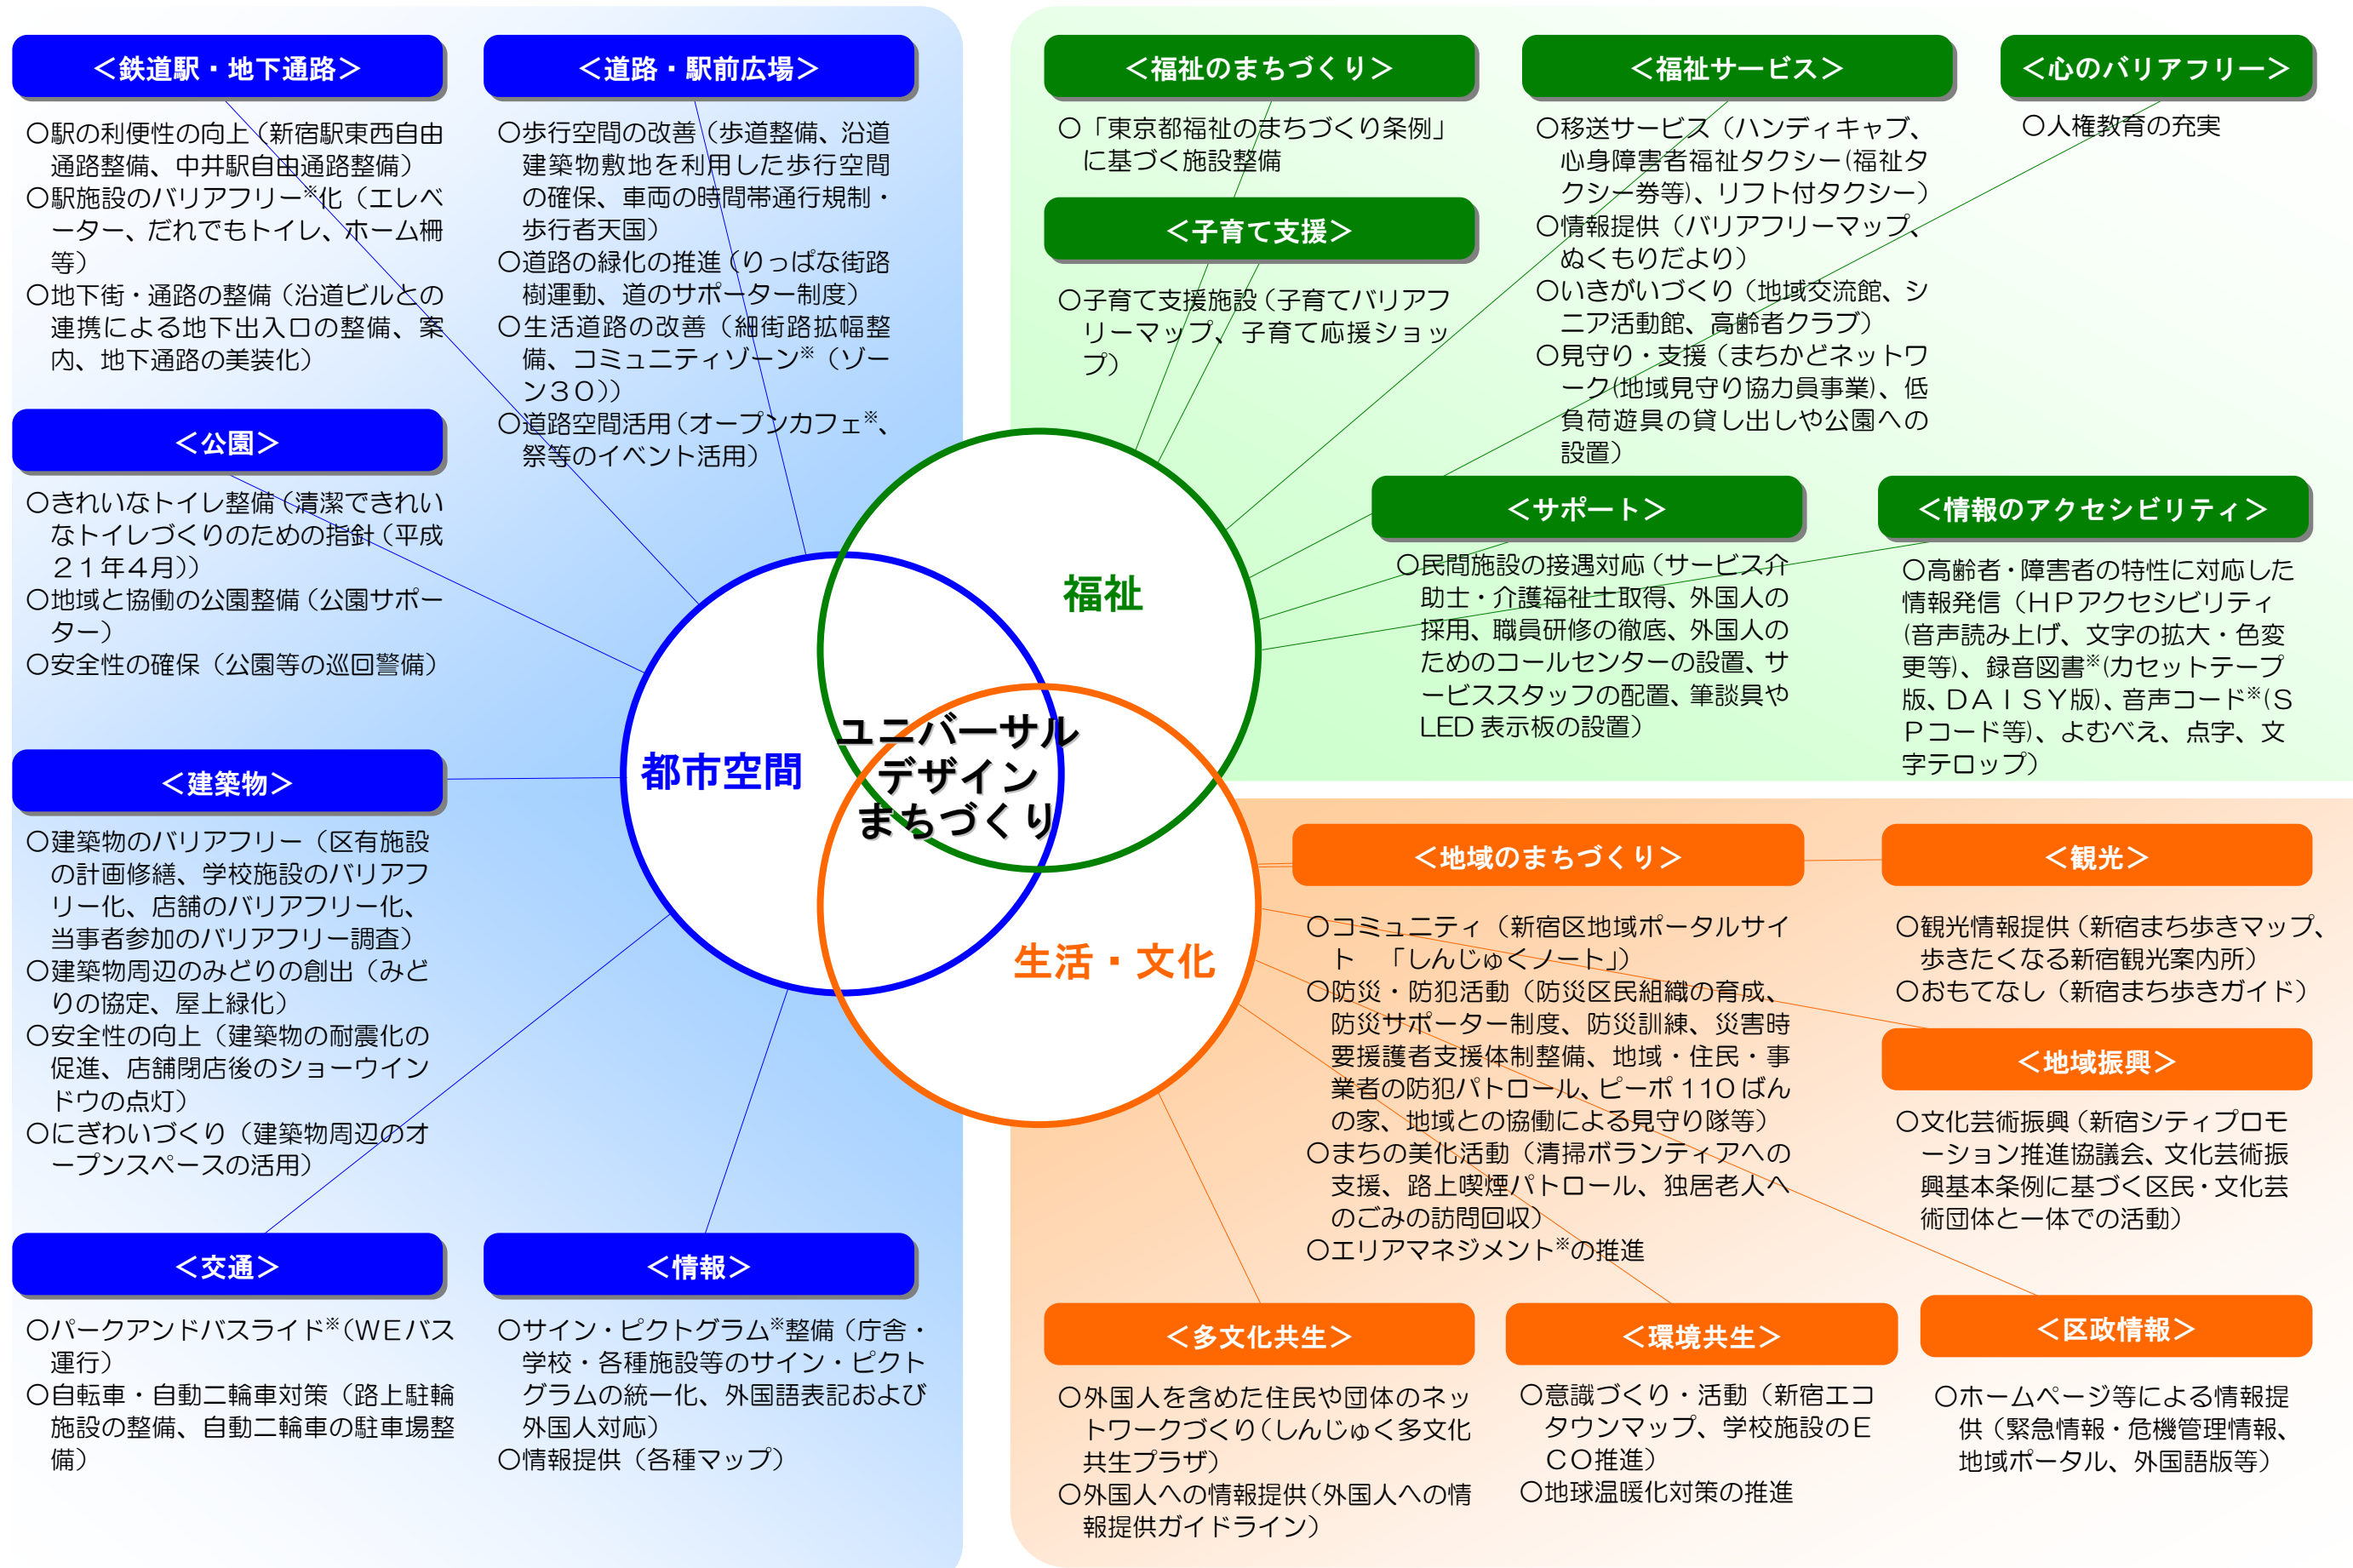 ＜鉄道駅・地下通路＞
○駅の利便性の向上（新宿駅東西自由
通路整備、中井駅自由通路整備）
○駅施設のバリアフリー※化（エレベ
ーター、だれでもトイレ、ホーム柵
等）
○地下街・通路の整備（沿道ビルとの
連携による地下出入口の整備、案
内、地下通路の美装化）
＜公園＞
○きれいなトイレ整備（清潔できれい
なトイレづくりのための指針（平成
２１年４月））
○地域と協働の公園整備（公園サポー
ター）
○安全性の確保（公園等の巡回警備）
＜建築物＞
○建築物のバリアフリー（区有施設
の計画修繕、学校施設のバリアフ
リー化、店舗のバリアフリー化、
当事者参加のバリアフリー調査）
○建築物周辺のみどりの創出（みど
りの協定、屋上緑化）
○安全性の向上（建築物の耐震化の
促進、店舗閉店後のショーウイン
ドウの点灯）
○にぎわいづくり（建築物周辺のオ
ープンスペースの活用）
＜交通＞
○パークアンドバスライド※（ＷＥバス
運行）
○自転車・自動二輪車対策（路上駐輪
施設の整備、自動二輪車の駐車場整
備）
＜道路・駅前広場＞
○歩行空間の改善（歩道整備、沿道
建築物敷地を利用した歩行空間
の確保、車両の時間帯通行規制・
歩行者天国）
○道路の緑化の推進（りっぱな街路
樹運動、道のサポーター制度）
○生活道路の改善（細街路拡幅整
備、コミュニティゾーン※（ゾー
ン３０））
○道路空間活用（オープンカフェ※、
祭等のイベント活用）
＜情報＞
○サイン・ピクトグラム※整備（庁舎・
学校・各種施設等のサイン・ピクト
グラムの統一化、外国語表記および
外国人対応）
○情報提供（各種マップ）
都市空間
福祉
生活・文化
ユニバーサル
デザイン
まちづくり
＜福祉のまちづくり＞
○「東京都福祉のまちづくり条例」
に基づく施設整備
＜子育て支援＞
○子育て支援施設（子育てバリアフ
リーマップ、子育て応援ショッ
プ）
＜福祉サービス＞
○移送サービス（ハンディキャブ、
心身障害者福祉タクシー(福祉タ
クシー券等)、リフト付タクシー）
○情報提供（バリアフリーマップ、
ぬくもりだより）
○いきがいづくり（地域交流館、シ
ニア活動館、高齢者クラブ）
○見守り・支援（まちかどネットワ
ーク(地域見守り協力員事業)、低
負荷遊具の貸し出しや公園への
設置）
＜心のバリアフリー＞
○人権教育の充実
＜サポート＞
○民間施設の接遇対応（サービス介
助士・介護福祉士取得、外国人の
採用、職員研修の徹底、外国人の
ためのコールセンターの設置、サ
ービススタッフの配置、筆談具や
LED 表示板の設置）
＜情報のアクセシビリティ＞
○高齢者・障害者の特性に対応した
情報発信（ＨＰアクセシビリティ
(音声読み上げ、文字の拡大・色変
更等)、録音図書※(カセットテープ
版、ＤＡＩＳＹ版)、音声コード※(Ｓ
Ｐコード等)、よむべえ、点字、文
字テロップ）
＜地域のまちづくり＞
○コミュニティ（新宿区地域ポータルサイ
ト　「しんじゅくノート」）
○防災・防犯活動（防災区民組織の育成、
防災サポーター制度、防災訓練、災害時
要援護者支援体制整備、地域・住民・事
業者の防犯パトロール、ピーポ 110 ばん
の家、地域との協働による見守り隊等）
○まちの美化活動（清掃ボランティアへの
支援、路上喫煙パトロール、独居老人へ
のごみの訪問回収）
○エリアマネジメント※の推進
＜観光＞
○観光情報提供（新宿まち歩きマップ、
歩きたくなる新宿観光案内所）
○おもてなし（新宿まち歩きガイド）
＜地域振興＞
○文化芸術振興（新宿シティプロモ
ーション推進協議会、文化芸術振
興基本条例に基づく区民・文化芸
術団体と一体での活動）
＜多文化共生＞
○外国人を含めた住民や団体のネッ
トワークづくり（しんじゅく多文化
共生プラザ）
○外国人への情報提供（外国人への情
報提供ガイドライン）
＜環境共生＞
○意識づくり・活動（新宿エコ
タウンマップ、学校施設のＥ
ＣＯ推進）
○地球温暖化対策の推進
＜区政情報＞
○ホームページ等による情報提
供（緊急情報・危機管理情報、
地域ポータル、外国語版等）